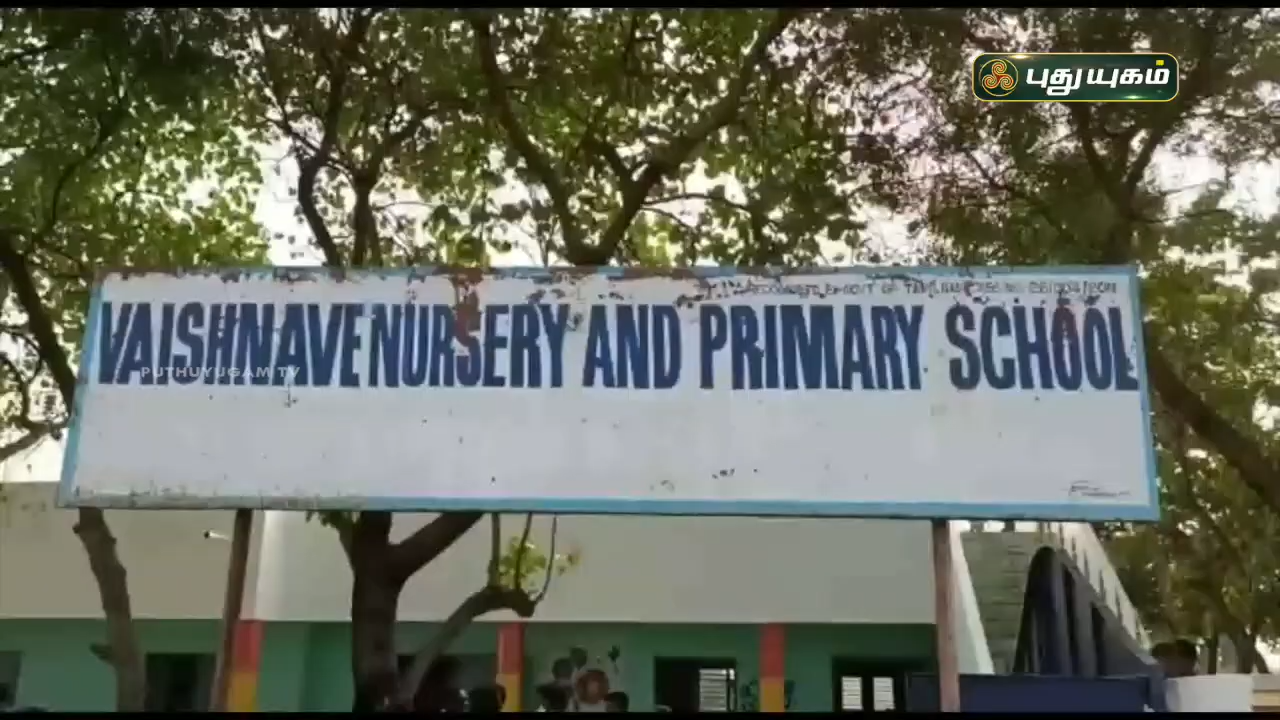 புதுயுகம்
VAISHNAVE NURSERY AND PRIMARY SCHOOL
PUTHUYUGAM TV